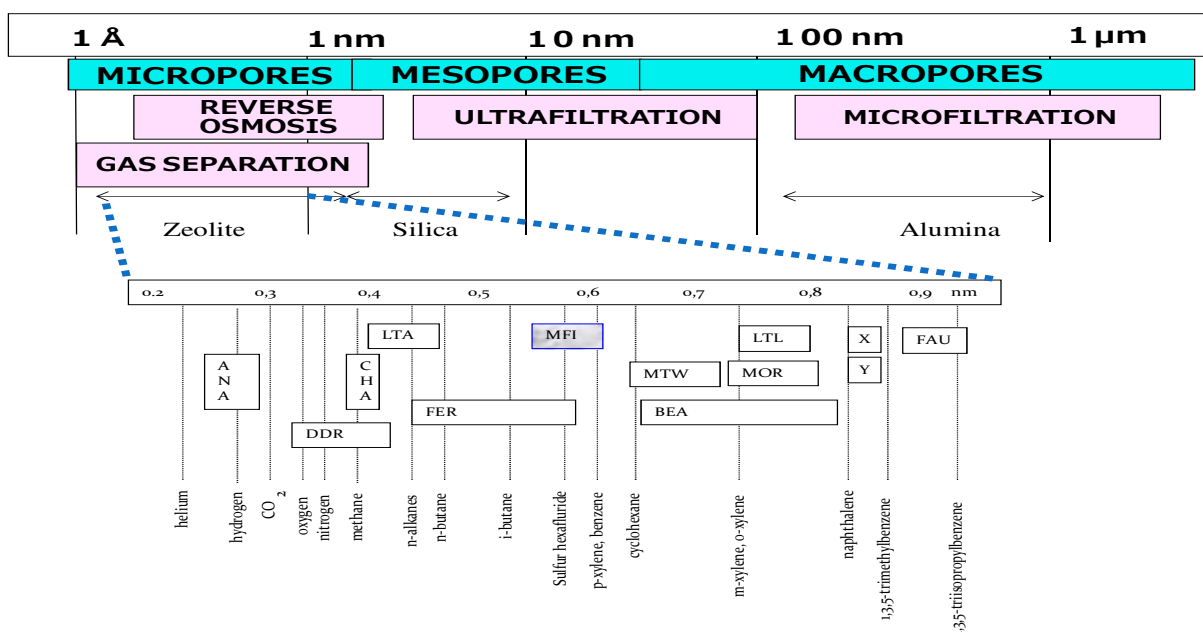 1 Å 1 nm 10 nm 100 nm 1 µm
MICROPORES MESOPORES MACROPORES
REVERSE
OSMOSIS
ULTRAFILTRATION
MICROFILTRATION
GAS SEPARATION
Zeolite Silica Alumina
0.2 0,3 0,4 0,5 0,6 0,7 0,8 0,9 nm
LTA
MFI
LTL
X
FAU
A
N
A
C
H
A
MTW
MOR
Y
FER
BEA
DDR
helium
hydrogen
CO2
oxygen
nitrogen
methane
n-alkanes
n-butane
i-butane
Sulfur hexafluride
p-xylene, benzene
cyclohexane
m-xylene, o-xylene
naphthalene
1,3,5-trimethylbenzene
,3,5-triisopropylbenzene